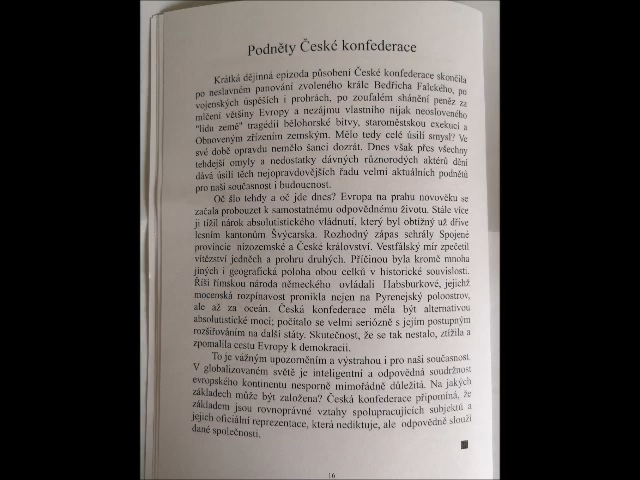 Podněty České konfederace
Krátká dějinná epizoda působení České konfederace skončila
po neslavném panování zvoleného krále Bedřicha Falckého, po
vojenských úspěších i prohrách, po zoufalém shánění peněz za
mlčení většiny Evropy a nezájmu vlastního nijak neosloveného
"lidu země" tragédií bělohorské bitvy, staroměstskou exekucí a
Obnoveným zřízením zemským. Mělo tedy celé úsilí smysl? Ve
své době opravdu nemělo šanci dozrát. Dnes však přes všechny
tehdejší omyly a nedostatky dávných různorodých aktérů dění
dává úsilí těch nejopravdovějších řadu velmi aktuálních podnětů
pro naši současnost i budoucnost.
Oč šlo tehdy a oč jde dnes? Evropa na prahu novověku se
začala probouzet k samostatnému odpovědnému životu. Stále více
ji tížil nárok absolutistického vládnutí, který byl obtížný už dříve
lesním kantonům Švýcarska. Rozhodný zápas sehrály Spojené
provincie nizozemské a České království. Vestfálský mír zpečetil
vítězství jedněch a prohru druhých. Příčinou byla kromě mnoha
jiných i geografická poloha obou celků v historické souvislosti.
Říši římskou národa německého ovládali Habsburkové, jejichž
mocenská rozpínavost pronikla nejen na Pyrenejský poloostrov,
ale až za oceán. Česká konfederace měla být alternativou
absolutistické moci; počítalo se velmi seriózně s jejím postupným
rozšiřováním na další státy. Skutečnost, že se tak nestalo, ztížila a
zpomalila cestu Evropy k demokracii.
To je vážným upozorněním a výstrahou i pro naši současnost.
V globalizovaném světě je inteligentní a odpovědná soudržnost
evropského kontinentu nesporně mimořádně důležitá. Na jakých
základech může být založena? Česká konfederace připomíná, že
základem jsou rovnoprávné vztahy spolupracujících subjektů a
jejich oficiální reprezentace, která nediktuje, ale odpovědně slouží
dané společnosti.
16